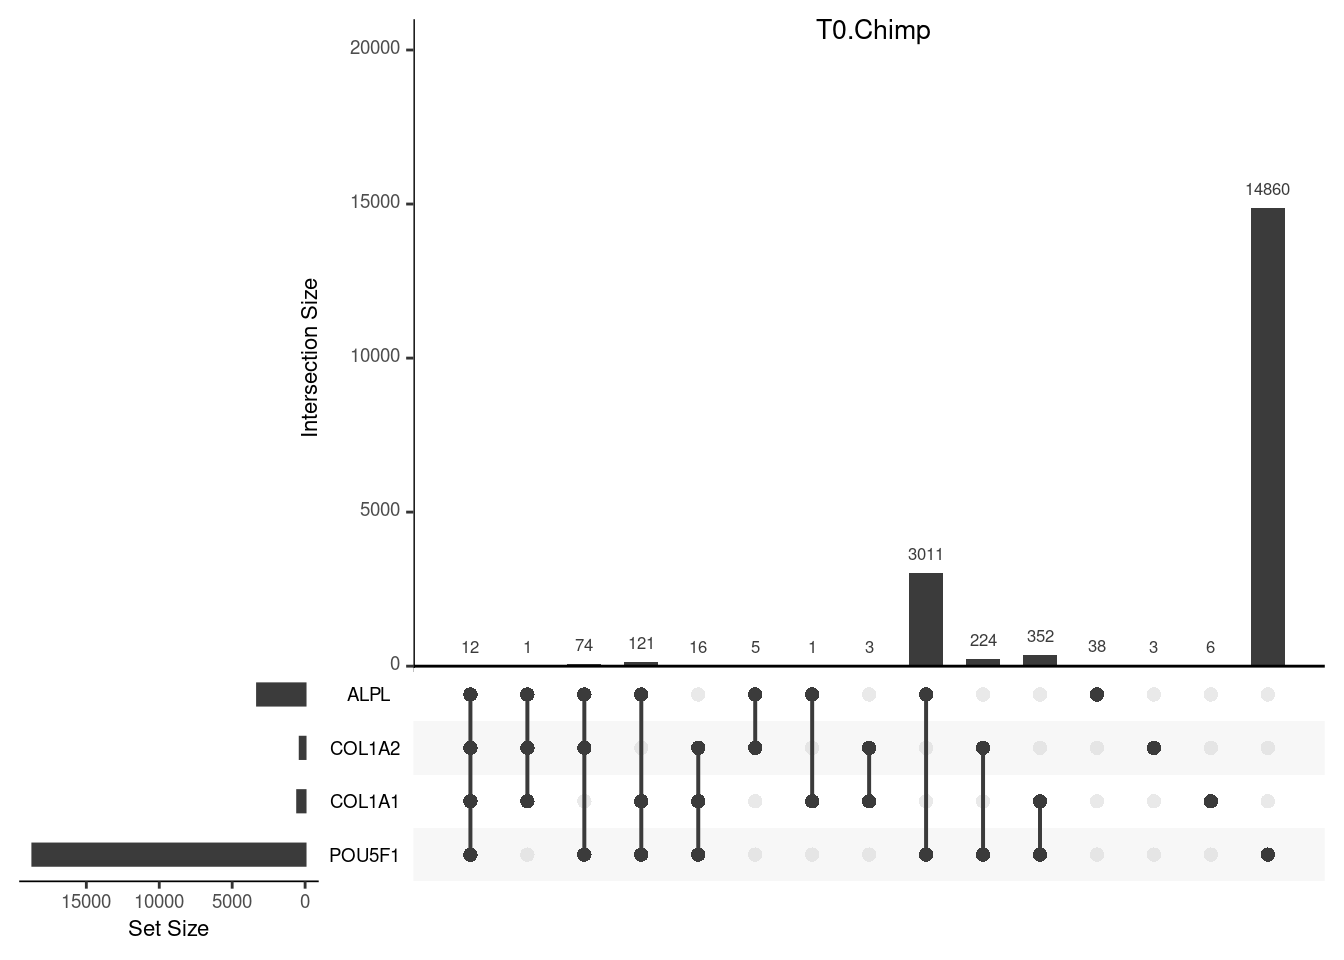 T0.Chimp
20000
15000
10000
5000
0
Intersection Size
14860
3011
12 1 74 121 16 5 1 3 224 352 38 3 6
ALPL
COL1A2
COL1A1
POU5F1
15000 10000 5000 0
Set Size